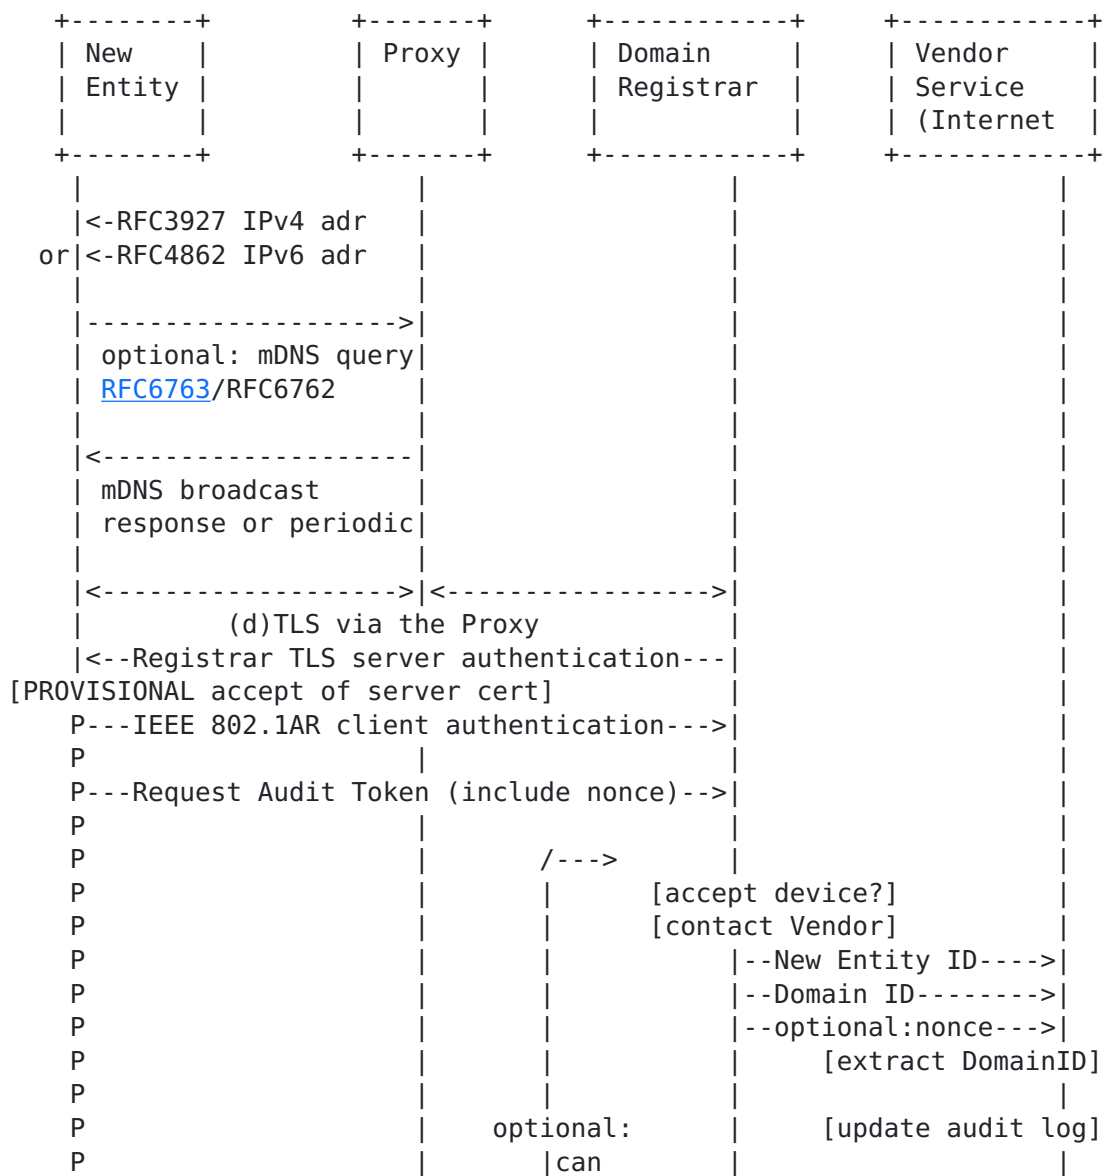 +--------+         +-------+       +------------+     +------------+
| New    |         | Proxy |       | Domain     |     | Vendor     |
| Entity |         |       |       | Registrar  |     | Service    |
|        |         |       |       |            |     | (Internet  |
+--------+         +-------+       +------------+     +------------+
 |                     |                   |                    |
 |<-RFC3927 IPv4 adr   |                   |                    |
or|<-RFC4862 IPv6 adr   |                   |                    |
 |                     |                   |                    |
 |-------------------->|                   |                    |
 | optional: mDNS query|                   |                    |
 | RFC6763/RFC6762     |                   |                    |
 |                     |                   |                    |
 |<--------------------|                   |                    |
 | mDNS broadcast      |                   |                    |
 | response or periodic|                   |                    |
 |                     |                   |                    |
 |<------------------->|<----------------->|                    |
 |         (d)TLS via the Proxy            |                    |
 |<--Registrar TLS server authentication---|                    |
[PROVISIONAL accept of server cert]            |                    |
 P---IEEE 802.1AR client authentication--->|                    |
 P                     |                   |                    |
 P---Request Audit Token (include nonce)-->|                    |
 P                     |                   |                    |
 P                     |       /--->       |                    |
 P                     |       |      [accept device?]          |
 P                     |       |      [contact Vendor]          |
 P                     |       |           |--New Entity ID---->|
 P                     |       |           |--Domain ID-------->|
 P                     |       |           |--optional:nonce--->|
 P                     |       |           |     [extract DomainID]
 P                     |       |           |                    |
 P                     |    optional:      |     [update audit log]
 P                     |       |can        |                    |